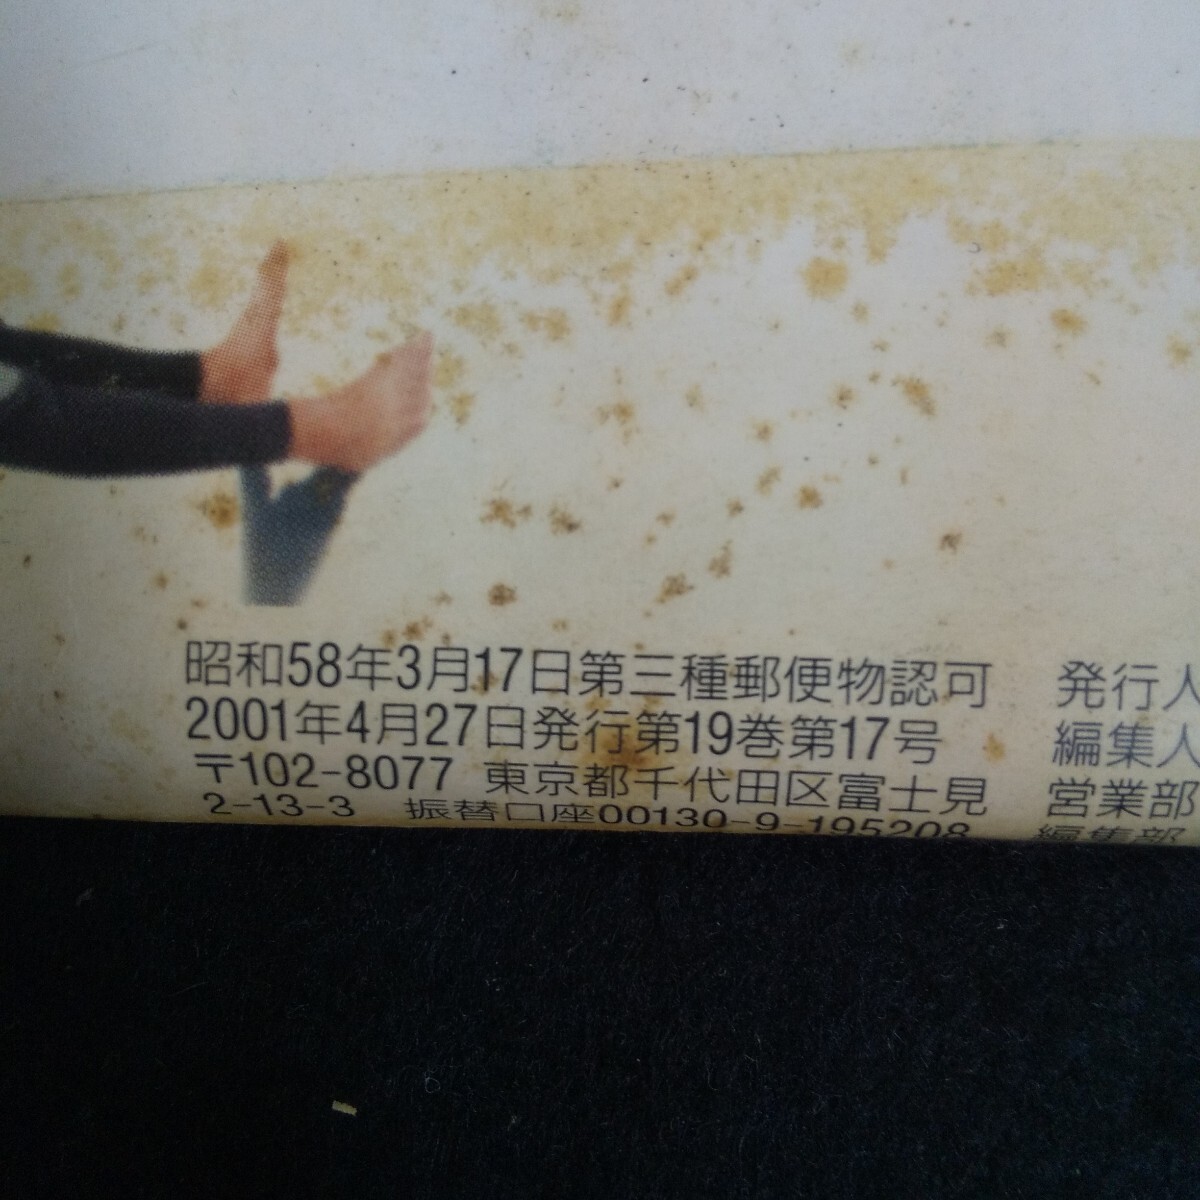 昭和58年3月17日第三種郵便物認可
2001年4月27日発行第19巻第17号
〒102-8077 東京都千代田区富士見
2-13-3 振替口座00130-9-195208
発行人
編集人
営業部
編集部